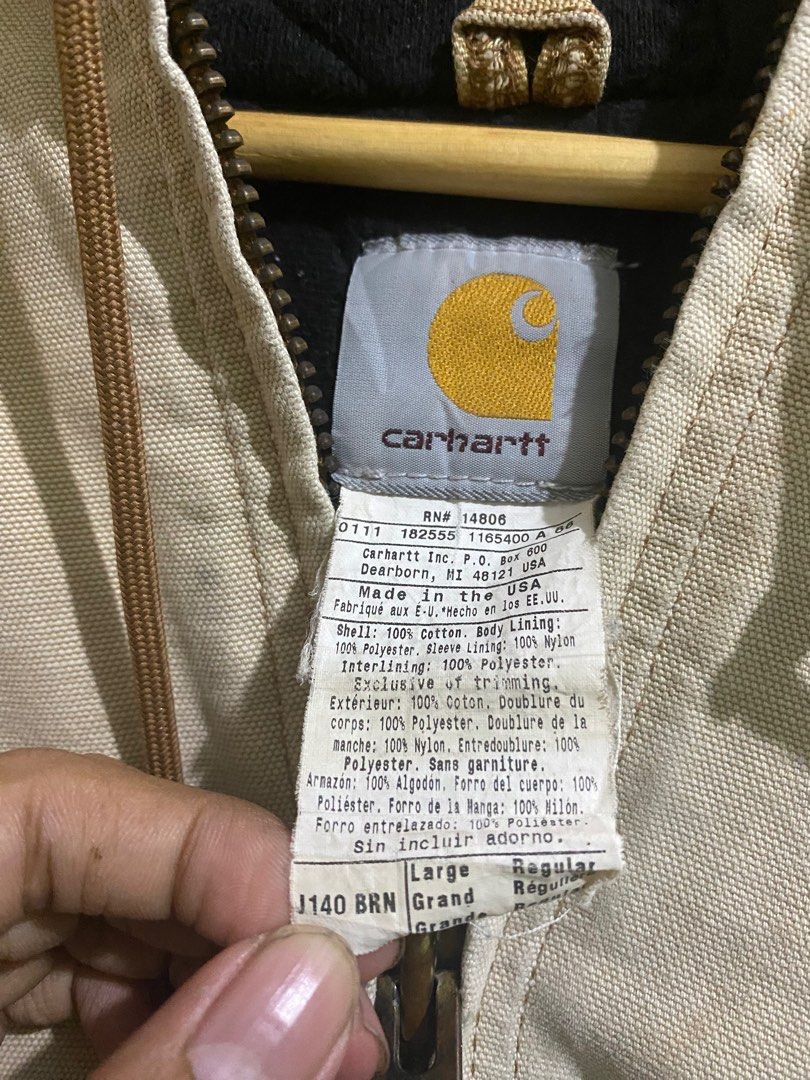 carhartt
RN# 14806
0111 182555 1165400 A 66
Carhartt Inc. P.O. Box 600
Dearborn, MI 48121 USA
Made in the USA
Fabriqué aux É-U.*Hecho en los EE.UU.
Shell: 100% Cotton. Body Lining:
100% Polyester. Sleeve Lining: 100% Nylon
Interlining: 100% Polyester.
Exclusive of trimming.
Extérieur: 100% Coton. Doublure du
corps: 100% Polyester. Doublure de la
manche: 100% Nylon. Entredoublure: 100%
Polyester. Sans garniture.
Armazón: 100% Algodón. Forro del cuerpo: 100%
Poliéster. Forro de la Manga: 100% Nilón.
Forro entrelazado: 100% Poliéster.
Sin incluir adorno.
J140 BRN
Large Regular
Grand Régulier
Grande